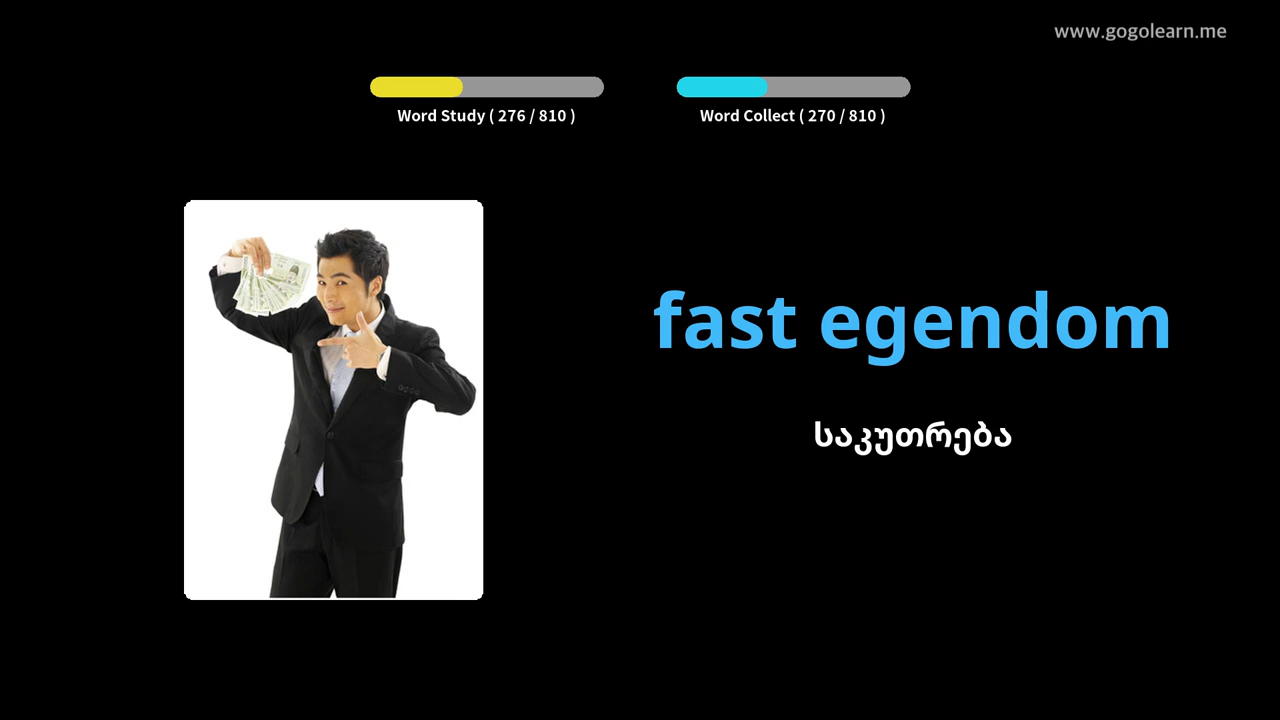 www.gogolearn.me
Word Study ( 276 / 810 )
Word Collect ( 270 / 810 )
fast egendom
საკუთრება